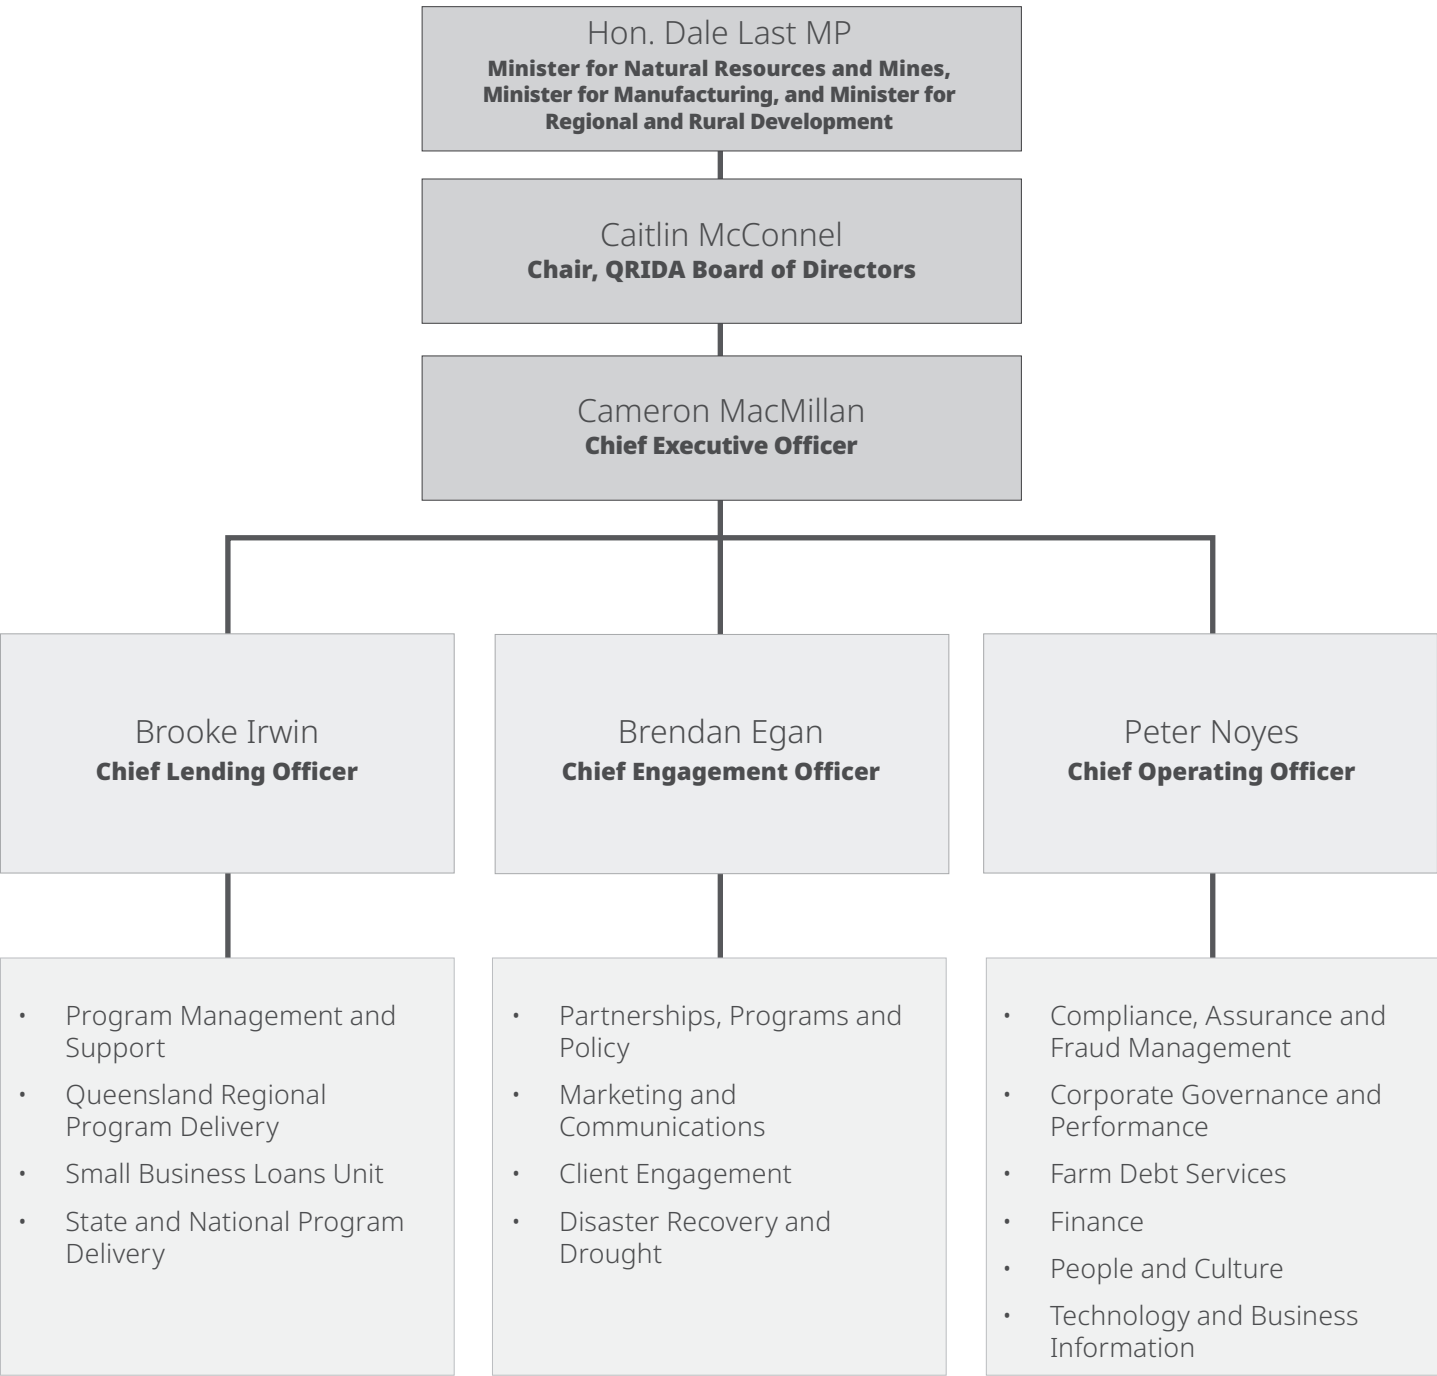 Hon. Dale Last MP
Minister for Natural Resources and Mines,
Minister for Manufacturing, and Minister for
Regional and Rural Development
Caitlin McConnel
Chair, QRIDA Board of Directors
Cameron MacMillan
Chief Executive Officer
Brooke Irwin
Chief Lending Officer
Brendan Egan
Chief Engagement Officer
Peter Noyes
Chief Operating Officer
• Program Management and
Support
• Queensland Regional
Program Delivery
• Small Business Loans Unit
• State and National Program
Delivery
• Partnerships, Programs and
Policy
• Marketing and
Communications
• Client Engagement
• Disaster Recovery and
Drought
• Compliance, Assurance and
Fraud Management
• Corporate Governance and
Performance
• Farm Debt Services
• Finance
• People and Culture
• Technology and Business
Information